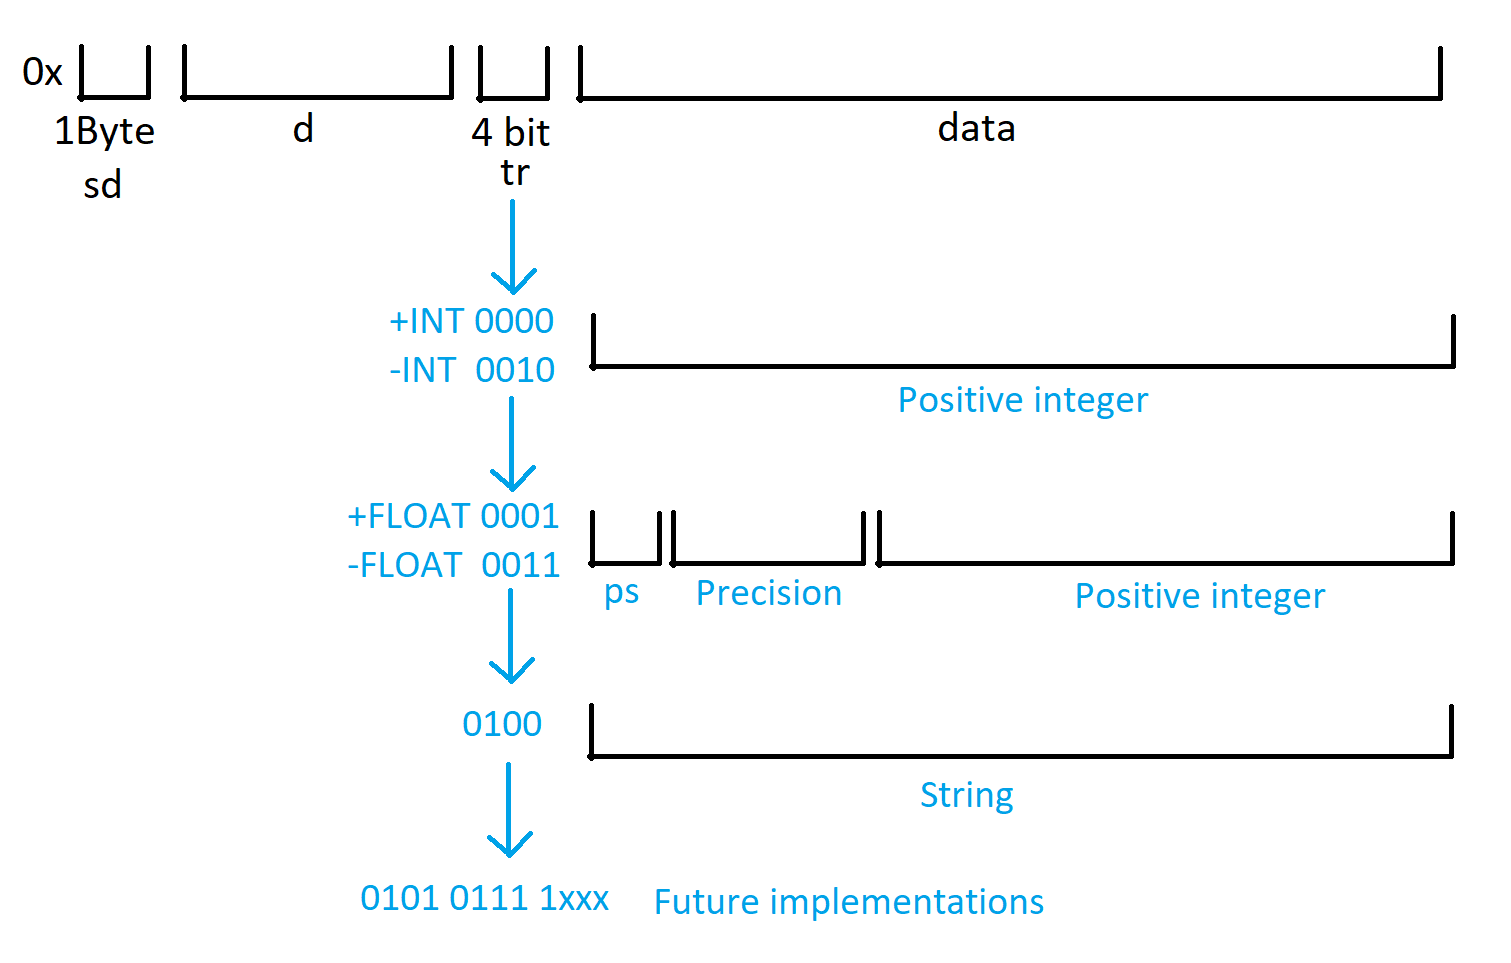 0x
1Byte d 4 bit data
sd tr
+INT 0000
-INT 0010
Positive integer
+FLOAT 0001
-FLOAT 0011
ps Precision Positive integer
0100
String
0101 0111 1xxx Future implementations